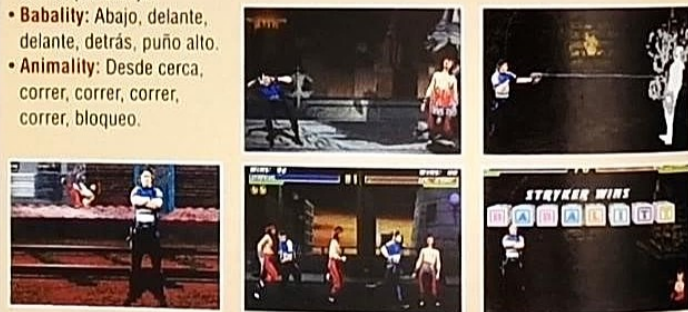 • Babality: Abajo, delante,
delante, detrás, puño alto.
• Animality: Desde cerca,
correr, correr, correr,
correr, bloqueo.
STRYKER WINS
BABALITY